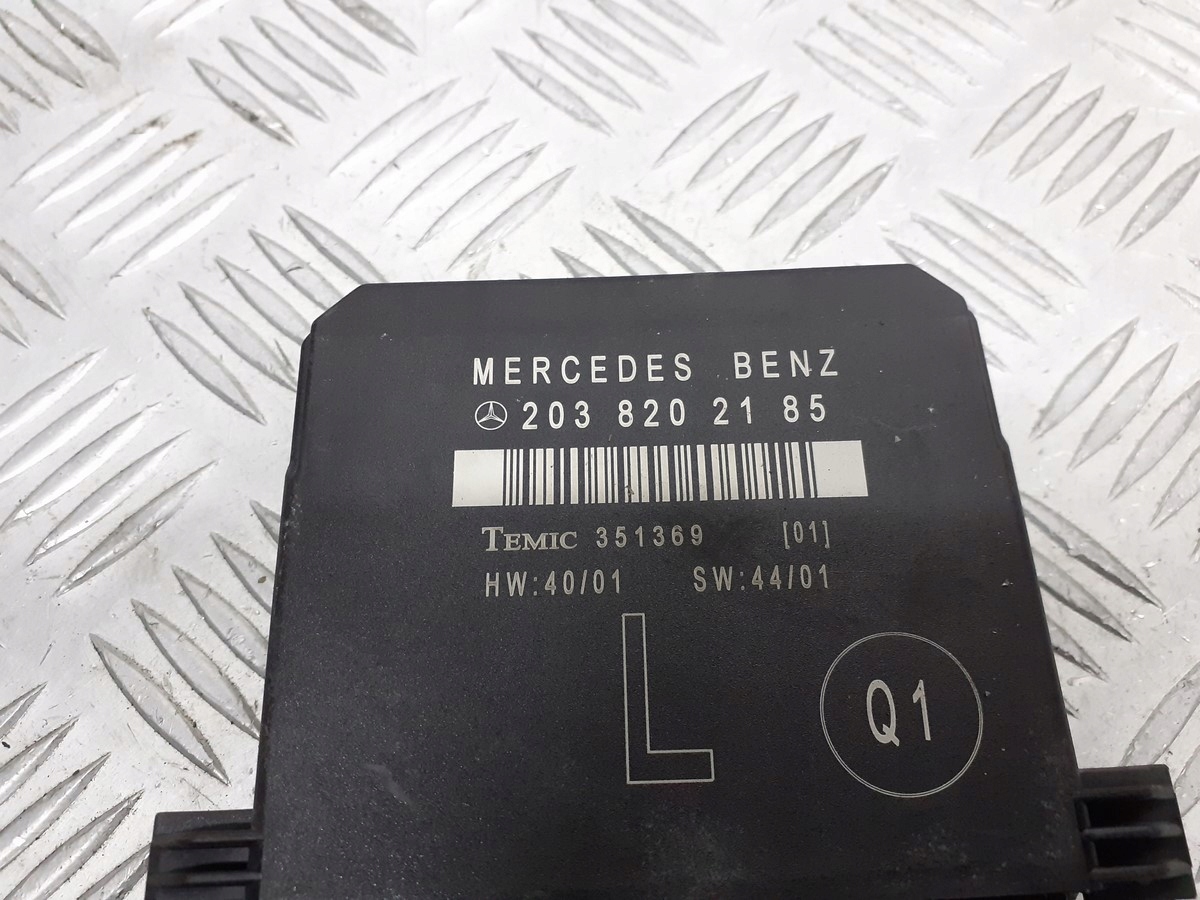 MERCEDES BENZ
203 820 21 85
TEMIC 351369 [01]
HW:40/01 SW:44/01
L
Q1